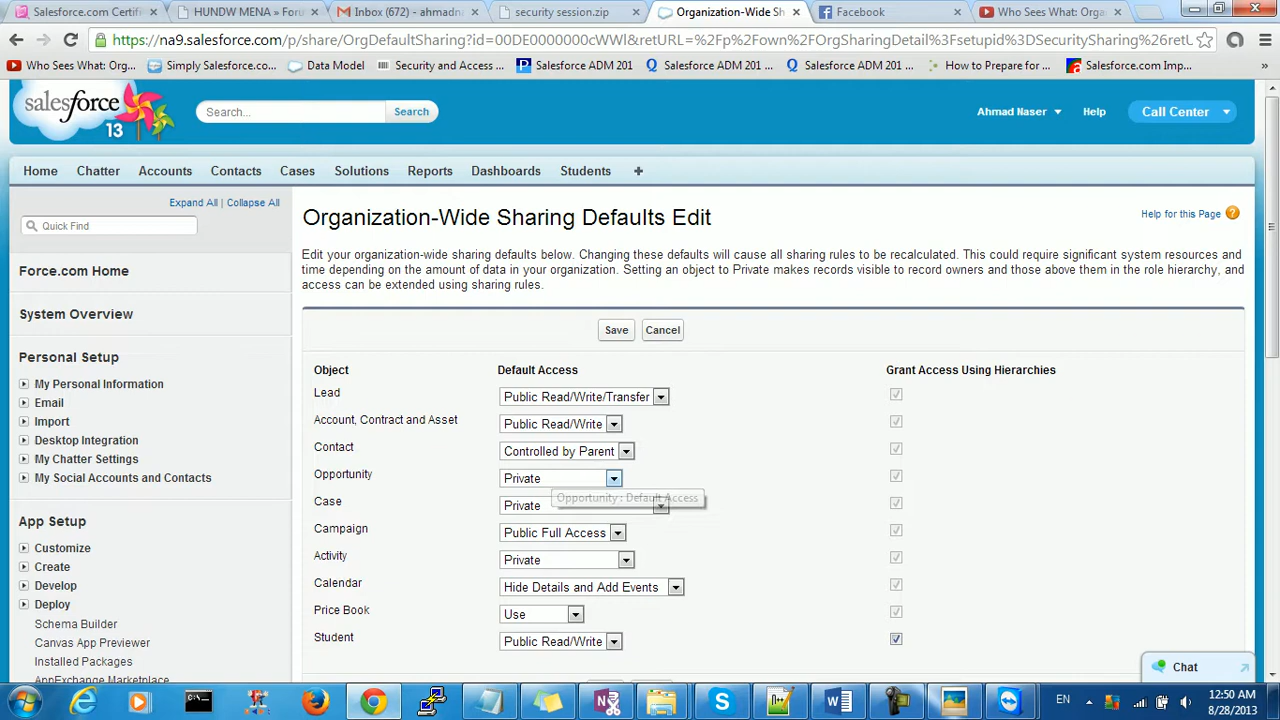 Salesforce.com Certifi
HUNDW MENA » Foru
Inbox (672) - ahmadna
security session.zip
Organization-Wide Sh
Facebook
Who Sees What: Orga
https://na9.salesforce.com/p/share/OrgDefaultSharing?id=00DE0000000cWWl&retURL=%2Fp%2Fown%2FOrgSharingDetail%3Fsetupid%3DSecuritySharing%26retL
Who Sees What: Org...
Simply Salesforce.co...
Data Model
Security and Access ...
Salesforce ADM 201
Salesforce ADM 201 ...
Salesforce ADM 201 ...
How to Prepare for ...
Salesforce.com Imp...
»
salesforce
13
Search...
Search
Ahmad Naser
Help
Call Center
Home
Chatter
Accounts
Contacts
Cases
Solutions
Reports
Dashboards
Students
+
Expand All | Collapse All
Quick Find
Force.com Home
System Overview
Personal Setup
My Personal Information
Email
Import
Desktop Integration
My Chatter Settings
My Social Accounts and Contacts
App Setup
Customize
Create
Develop
Deploy
Schema Builder
Canvas App Previewer
Installed Packages
AppExchange Marketplace
Organization-Wide Sharing Defaults Edit
Help for this Page ?
Edit your organization-wide sharing defaults below. Changing these defaults will cause all sharing rules to be recalculated. This could require significant system resources and
time depending on the amount of data in your organization. Setting an object to Private makes records visible to record owners and those above them in the role hierarchy, and
access can be extended using sharing rules.
Save Cancel
Object Default Access Grant Access Using Hierarchies
Lead Public Read/Write/Transfer
Account, Contract and Asset Public Read/Write
Contact Controlled by Parent
Opportunity Private
Opportunity : Default Access
Case Private
Campaign Public Full Access
Activity Private
Calendar Hide Details and Add Events
Price Book Use
Student Public Read/Write
Chat
EN
12:50 AM
8/28/2013